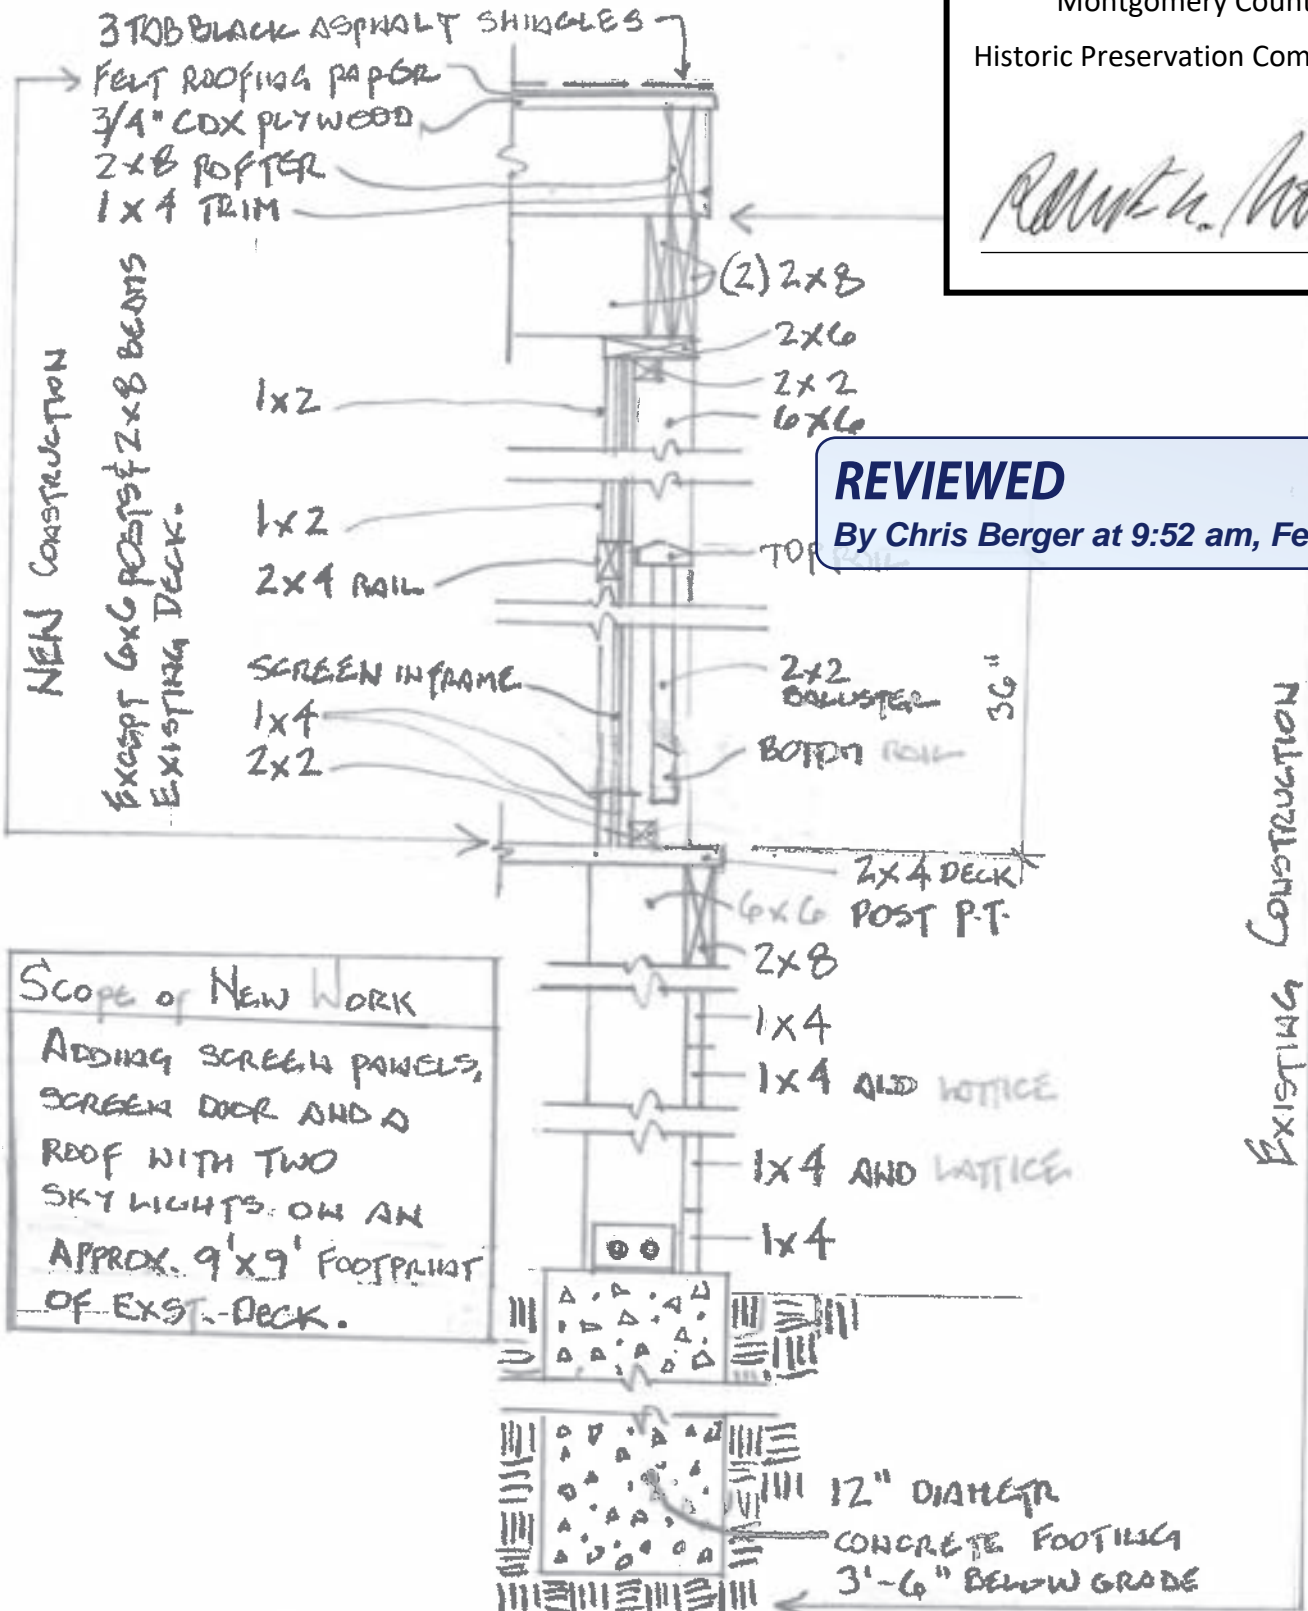 3 TAB BLACK ASPHALT SHINGLES
FELT ROOFING PAPER
3/4" CDX PLYWOOD
2x8 ROFTER
1x4 TRIM
Montgomery Coun
Historic Preservation Com
NEW CONSTRUCTION
EXCEPT 6x6 POSTS & 2x8 BEAMS
EXISTING DECK.
(2) 2x8
2x6
2x2
6x6
1x2
REVIEWED
By Chris Berger at 9:52 am, Fe
1x2
TOP RAIL
2x4 RAIL
SCREEN IN FRAME
1x4
2x2
2x2
BALUSTER
BOTTOM RAIL
36"
2x4 DECK
6x6 POST P.T.
2x8
1x4
1x4 AND LATTICE
1x4 AND LATTICE
1x4
EXISTING CONSTRUCTION
SCOPE OF NEW WORK
ADDING SCREEN PANELS,
SCREEN DOOR AND A
ROOF WITH TWO
SKY LIGHTS ON AN
APPROX. 9'x9' FOOTPRINT
OF EXST. DECK.
12" DIAMETR
CONCRETE FOOTING
3'-6" BELOW GRADE